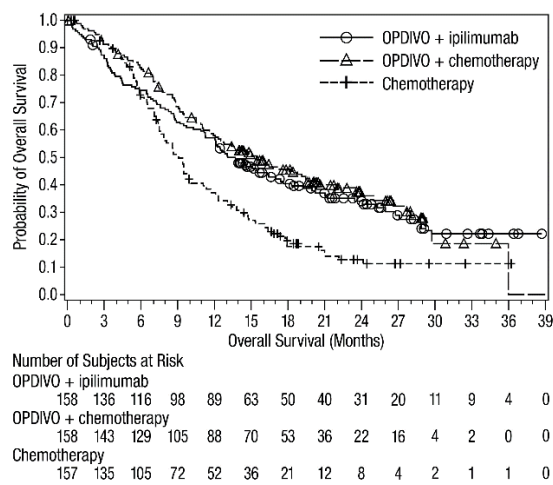 Probability of Overall Survival
1.0
0.9
0.8
0.7
0.6
0.5
0.4
0.3
0.2
0.1
0.0
OPDIVO + ipilimumab
OPDIVO + chemotherapy
Chemotherapy
0 3 6 9 12 15 18 21 24 27 30 33 36 39
Overall Survival (Months)
Number of Subjects at Risk
OPDIVO + ipilimumab
158 136 116 98 89 63 50 40 31 20 11 9 4 0
OPDIVO + chemotherapy
158 143 129 105 88 70 53 36 22 16 4 2 0 0
Chemotherapy
157 135 105 72 52 36 21 12 8 4 2 1 1 0